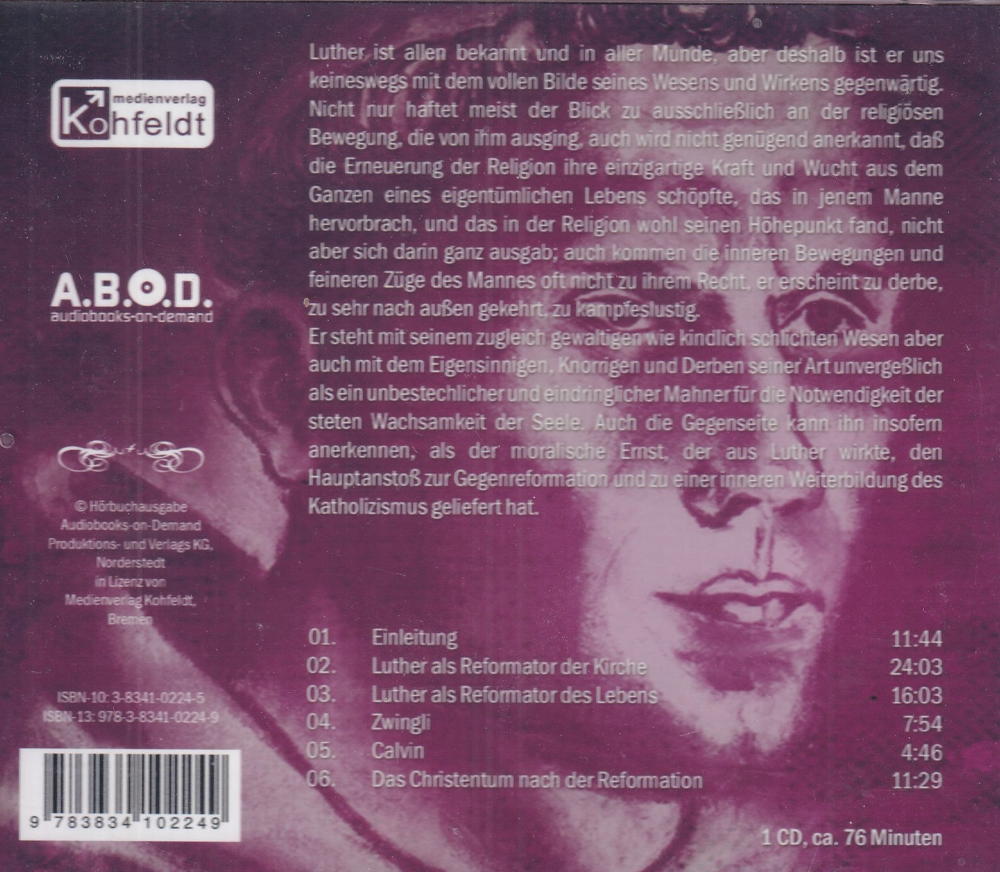 medienverlag
Kohfeldt
A.B.O.D.
audiobooks-on-demand
© Hörbuchausgabe
Audiobooks-on-Demand
Produktions- und Verlags KG,
Norderstedt
in Lizenz von
Medienverlag Kohfeldt,
Bremen
ISBN-10: 3-8341-0224-5
ISBN-13: 978-3-8341-0224-9
9 783834 102249
Luther ist allen bekannt und in aller Munde, aber deshalb ist er uns
keineswegs mit dem vollen Bilde seines Wesens und Wirkens gegenwärtig.
Nicht nur haftet meist der Blick zu ausschließlich an der religiösen
Bewegung, die von ihm ausging, auch wird nicht genügend anerkannt, daß
die Erneuerung der Religion ihre einzigartige Kraft und Wucht aus dem
Ganzen eines eigentümlichen Lebens schöpfte, das in jenem Manne
hervorbrach, und das in der Religion wohl seinen Höhepunkt fand, nicht
aber sich darin ganz ausgab; auch kommen die inneren Bewegungen und
feineren Züge des Mannes oft nicht zu ihrem Recht, er erscheint zu derbe,
zu sehr nach außen gekehrt, zu kampfeslustig.
Er steht mit seinem zugleich gewaltigen wie kindlich schlichten Wesen aber
auch mit dem Eigensinnigen, Knorrigen und Derben seiner Art unvergeßlich
als ein unbestechlicher und eindringlicher Mahner für die Notwendigkeit der
steten Wachsamkeit der Seele. Auch die Gegenseite kann ihn insofern
anerkennen, als der moralische Ernst, der aus Luther wirkte, den
Hauptanstoß zur Gegenreformation und zu einer inneren Weiterbildung des
Katholizismus geliefert hat.
01. Einleitung 11:44
02. Luther als Reformator der Kirche 24:03
03. Luther als Reformator des Lebens 16:03
04. Zwingli 7:54
05. Calvin 4:46
06. Das Christentum nach der Reformation 11:29
1 CD, ca. 76 Minuten